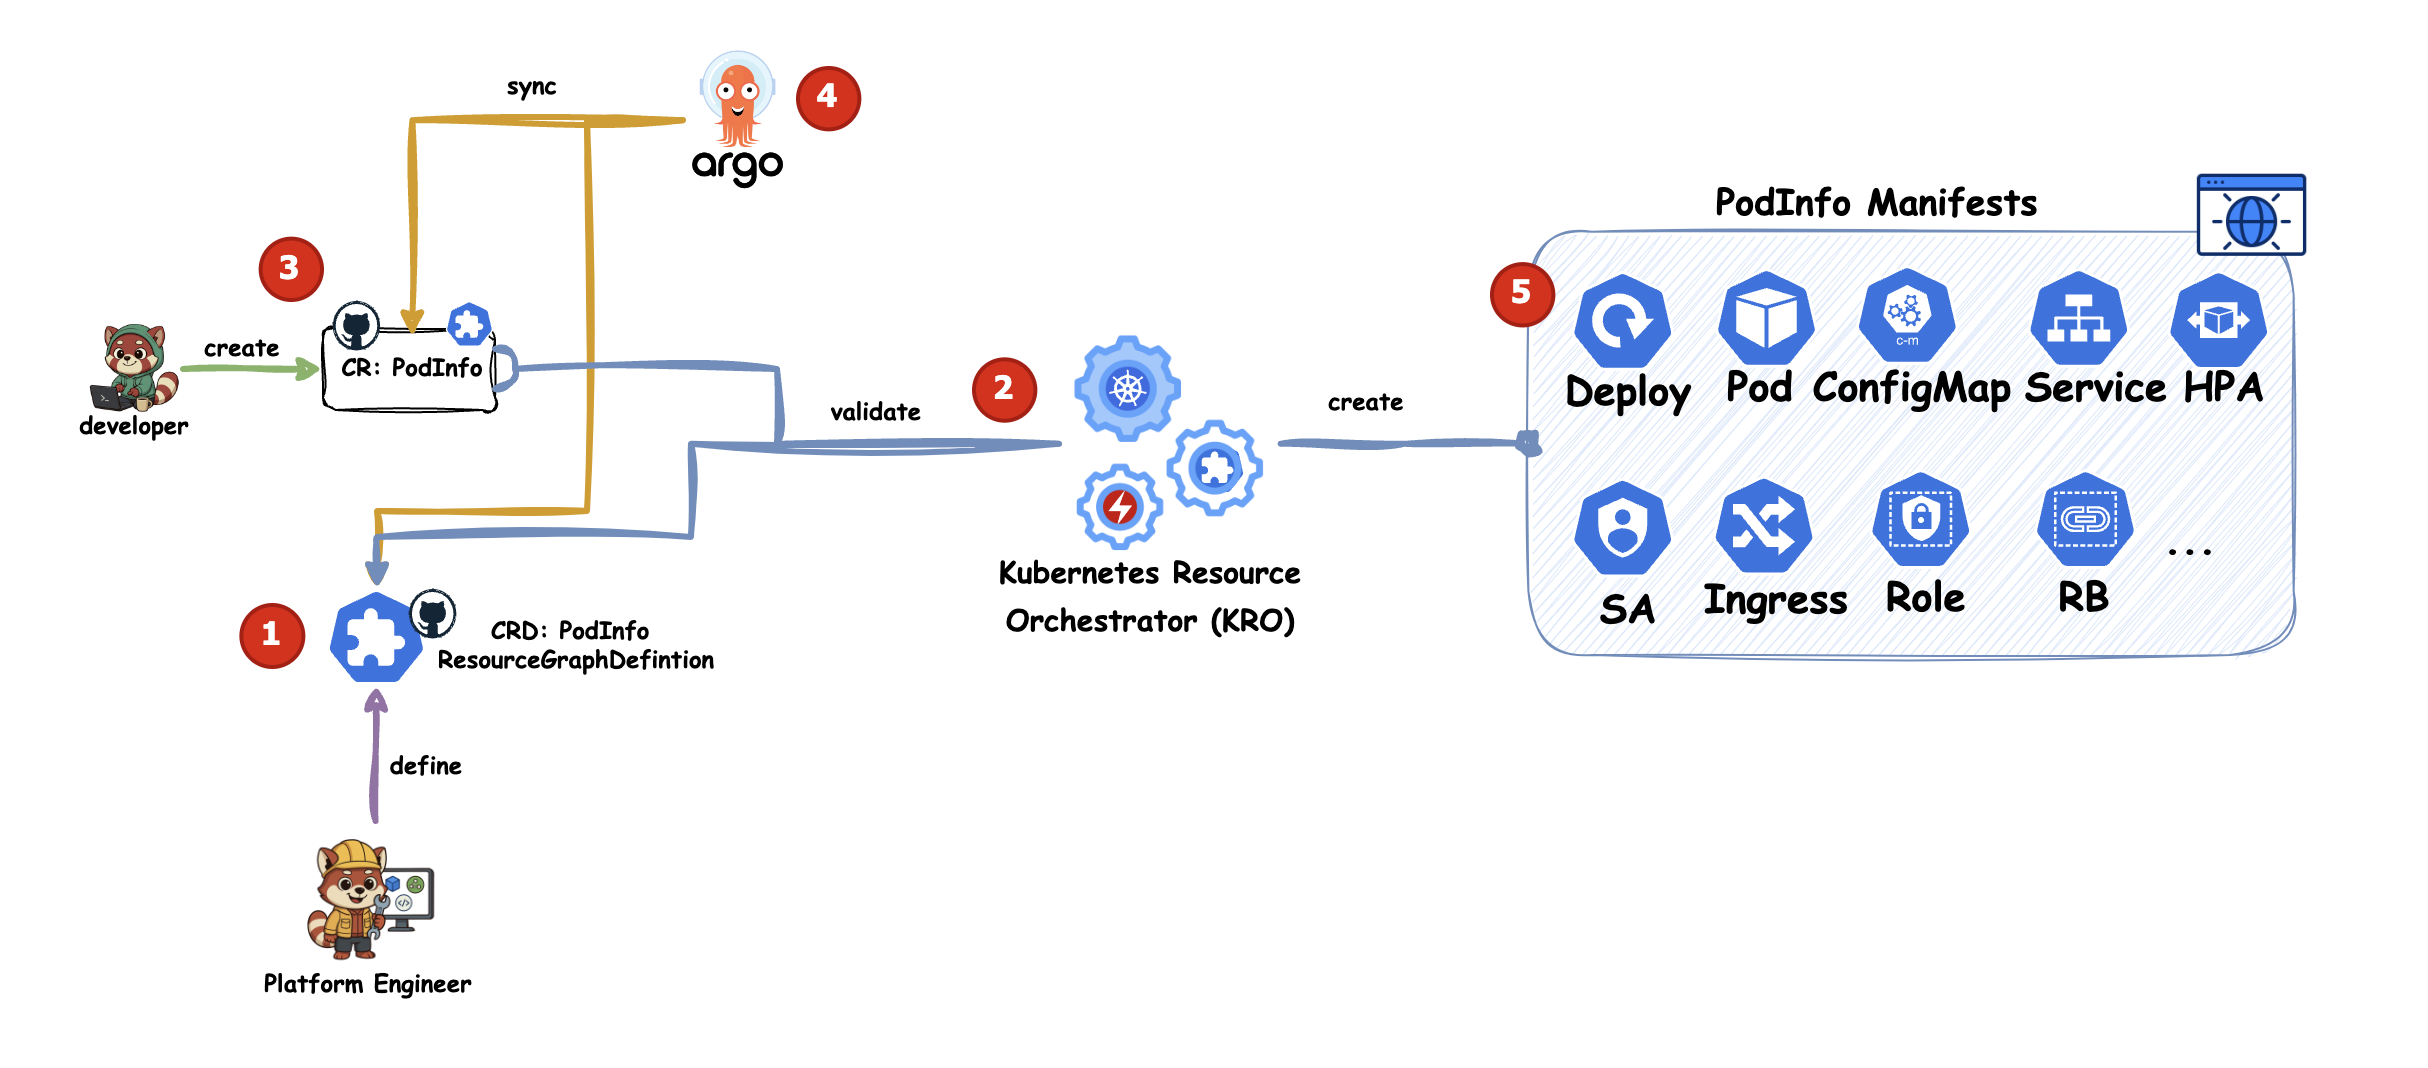 sync
4
argo
3
create
CR: PodInfo
developer
validate
2
Kubernetes Resource
Orchestrator (KRO)
create
1
CRD: PodInfo
ResourceGraphDefintion
define
Platform Engineer
PodInfo Manifests
5
c-m
Deploy Pod ConfigMap Service HPA
SA Ingress Role RB ...